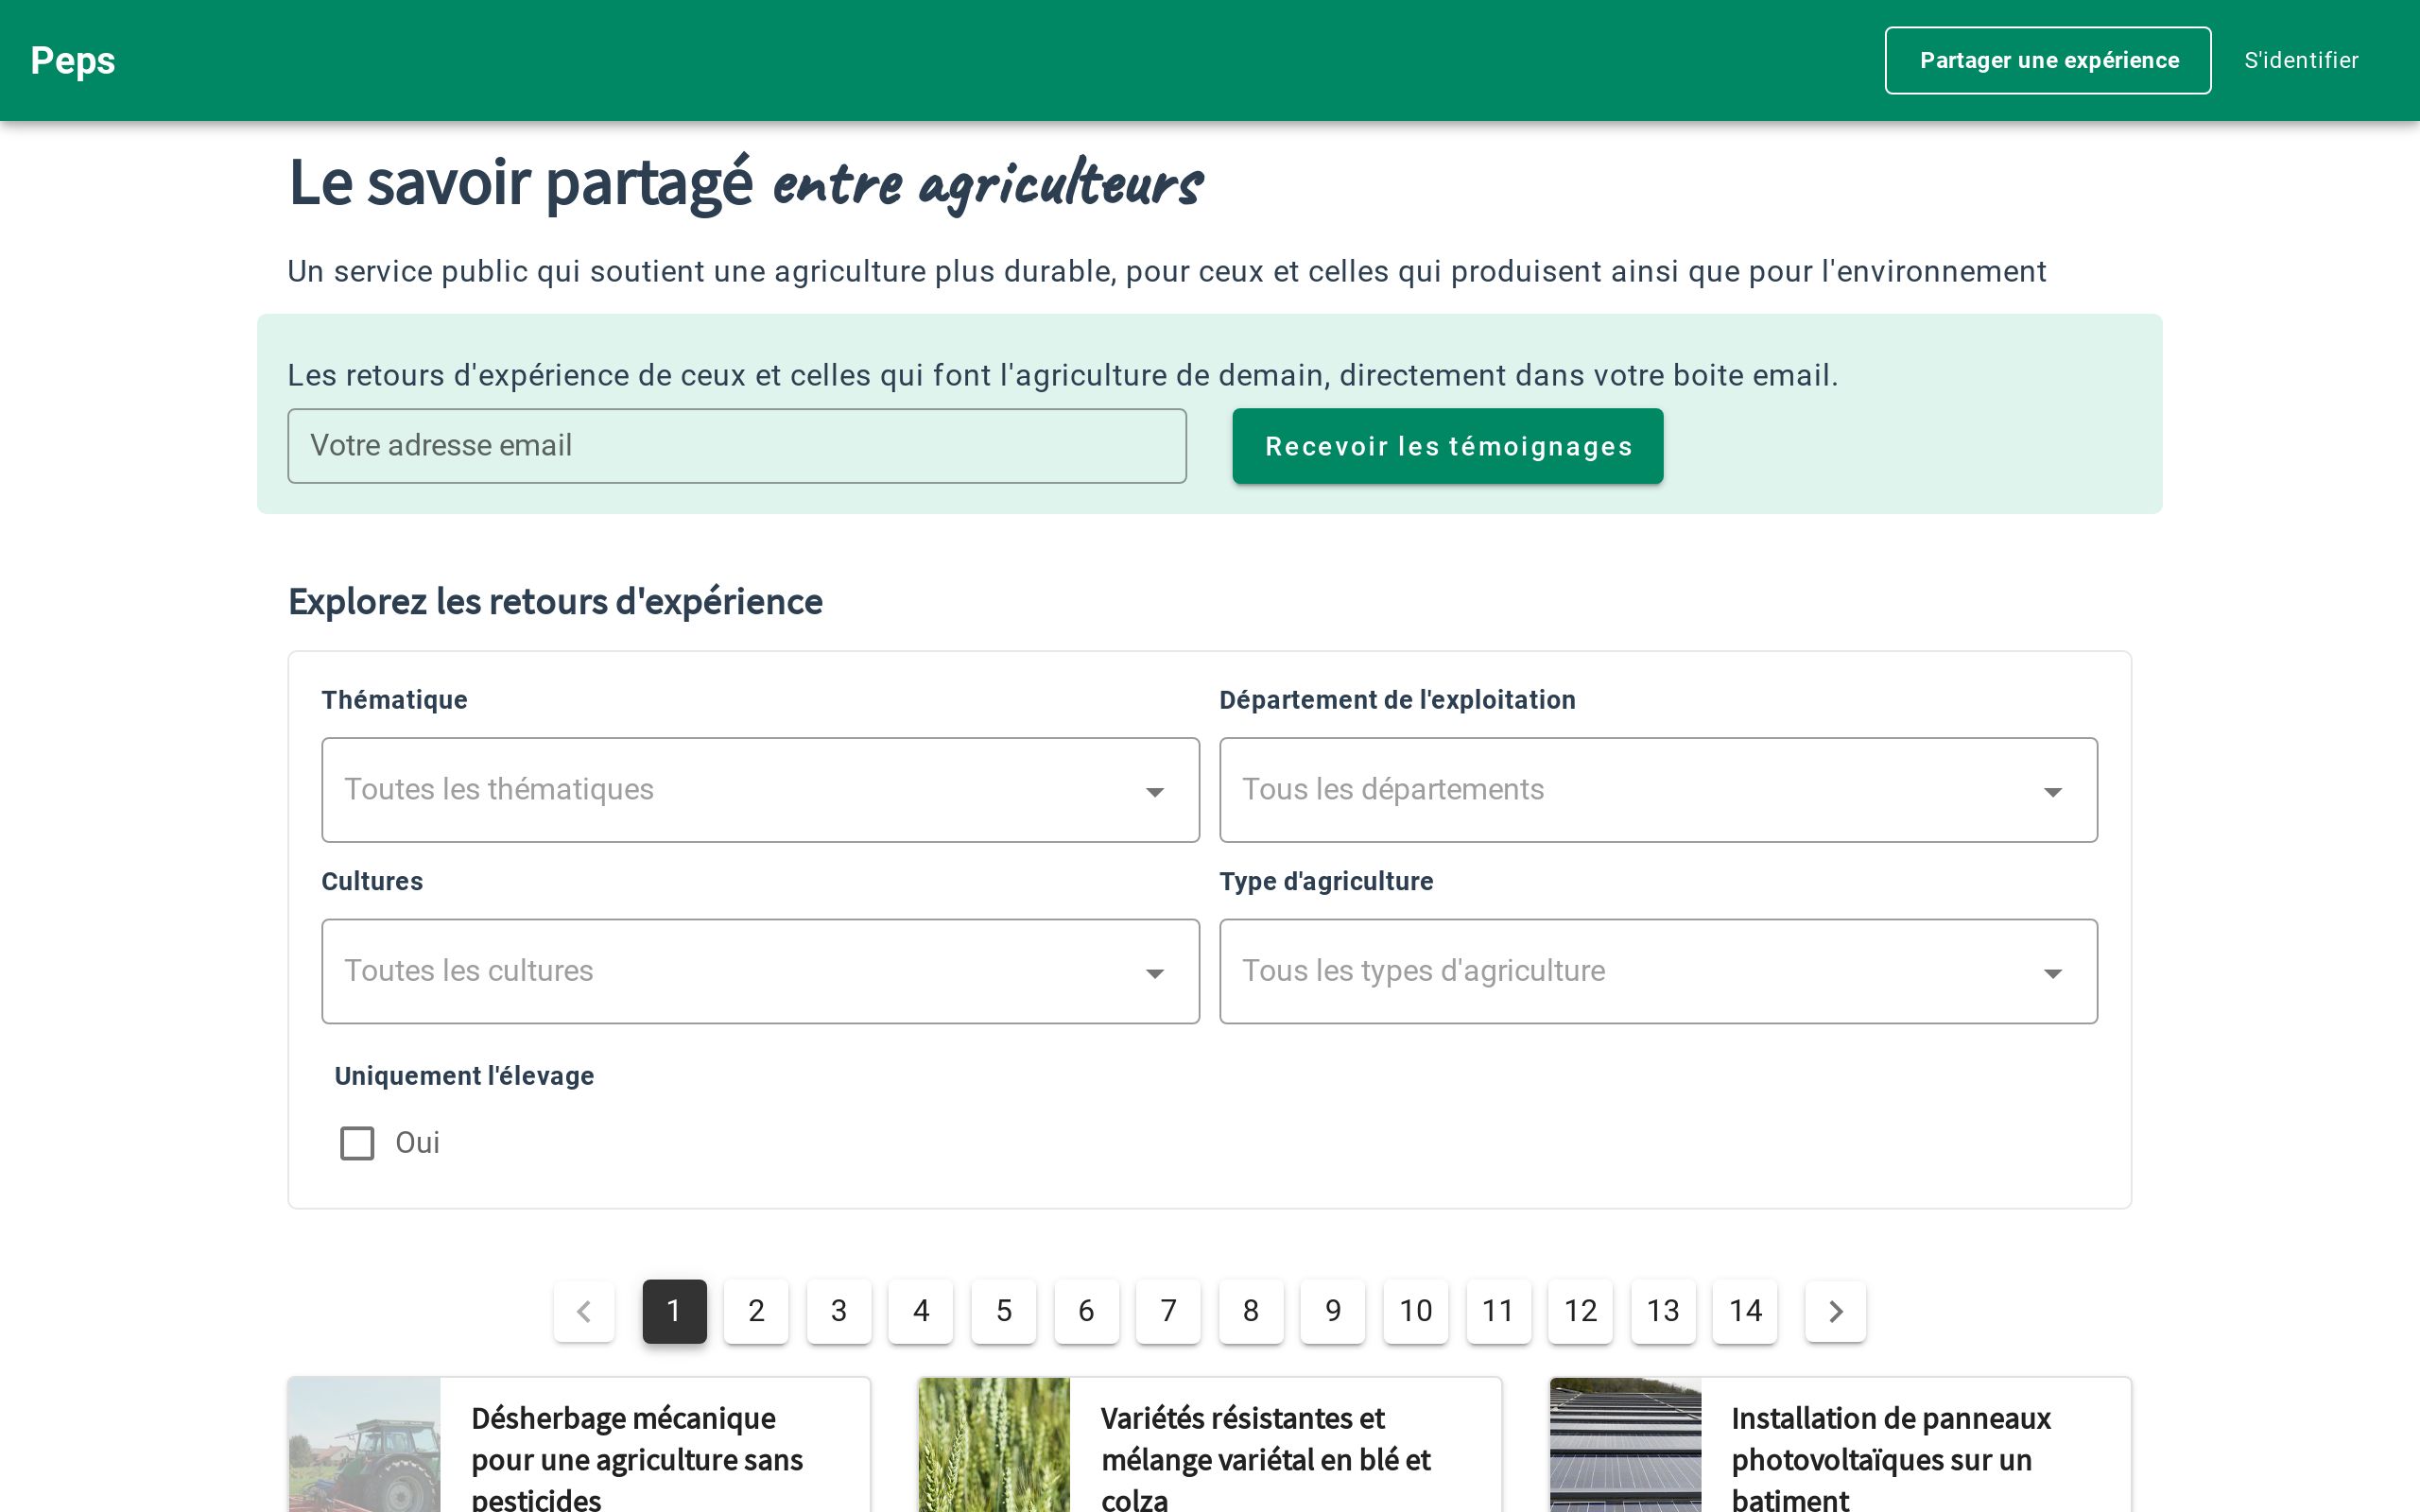 Peps
Partager une expérience
S'identifier
Le savoir partagé entre agriculteurs
Un service public qui soutient une agriculture plus durable, pour ceux et celles qui produisent ainsi que pour l'environnement
Les retours d'expérience de ceux et celles qui font l'agriculture de demain, directement dans votre boite email.
Votre adresse email
Recevoir les témoignages
Explorez les retours d'expérience
Thématique
Toutes les thématiques
Département de l'exploitation
Tous les départements
Cultures
Toutes les cultures
Type d'agriculture
Tous les types d'agriculture
Uniquement l'élevage
Oui
1 2 3 4 5 6 7 8 9 10 11 12 13 14
Désherbage mécanique
pour une agriculture sans
pesticides
Variétés résistantes et
mélange variétal en blé et
colza
Installation de panneaux
photovoltaïques sur un
batiment